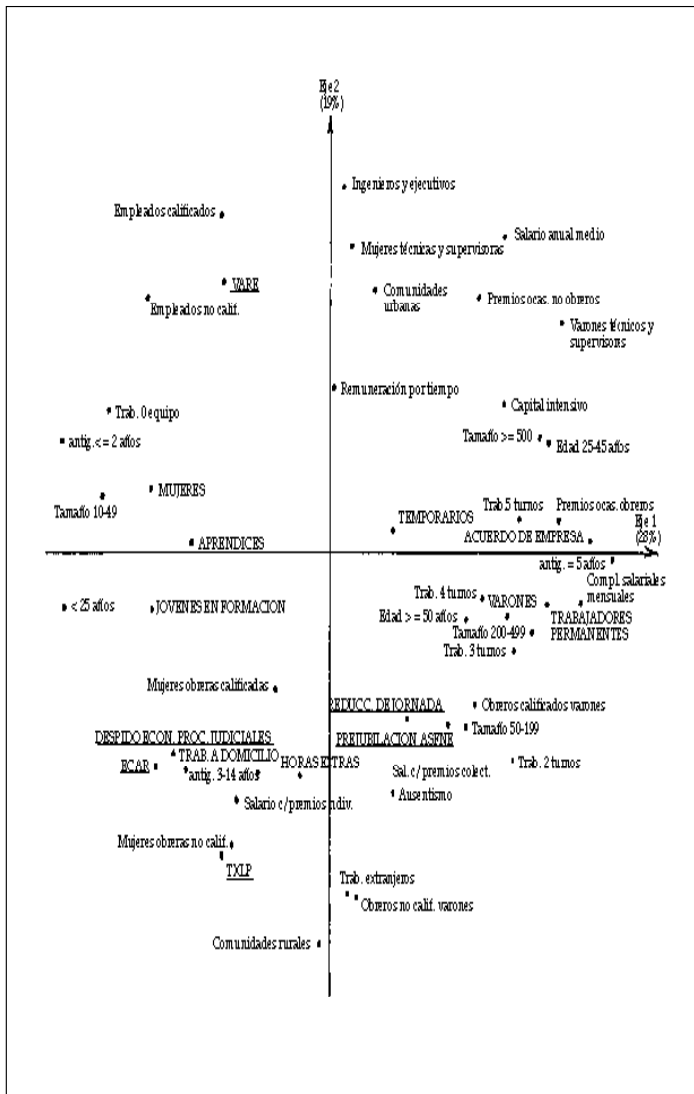 Eje 2
(19%)
Ingenieros y ejecutivos
Empleados calificados
Salario anual medio
Mujeres técnicas y supervisoras
VARE
Comunidades
urbanas
Premios ocas. no obreros
Empleados no calif.
Varones técnicos y
supervisores
Remuneración por tiempo
Trab. 0 equipo
Capital intensivo
antig.<= 2 años
Tamaño >= 500
Edad 25-45 años
MUJERES
Tamaño 10-49
Trab. 5 turnos
Premios ocas. obreros
TEMPORARIOS
Eje 1
(28%)
APRENDICES
ACUERDO DE EMPRESA
antig. = 5 años
Compl. salariales
mensuales
Trab. 4 turnos
VARONES
< 25 años
JOVENES EN FORMACION
Edad >= 50 años
TRABAJADORES
PERMANENTES
Tamaño 200-499
Trab. 3 turnos
Mujeres obreras calificadas
REDUCC. DE JORNADA
Obreros calificados varones
Tamaño 50-199
DESPIDO ECON. PROC. JUDICIALES
PREJUBILACION ASFNE
TRAB. A DOMICILIO
ECAR
HORAS EXTRAS
Trab. 2 turnos
antig. 3-14 años
Sal. c/premios colect.
Ausentismo
Salario c/premios indiv.
Mujeres obreras no calif.
TXLP
Trab. extranjeros
Obreros no calif. varones
Comunidades rurales